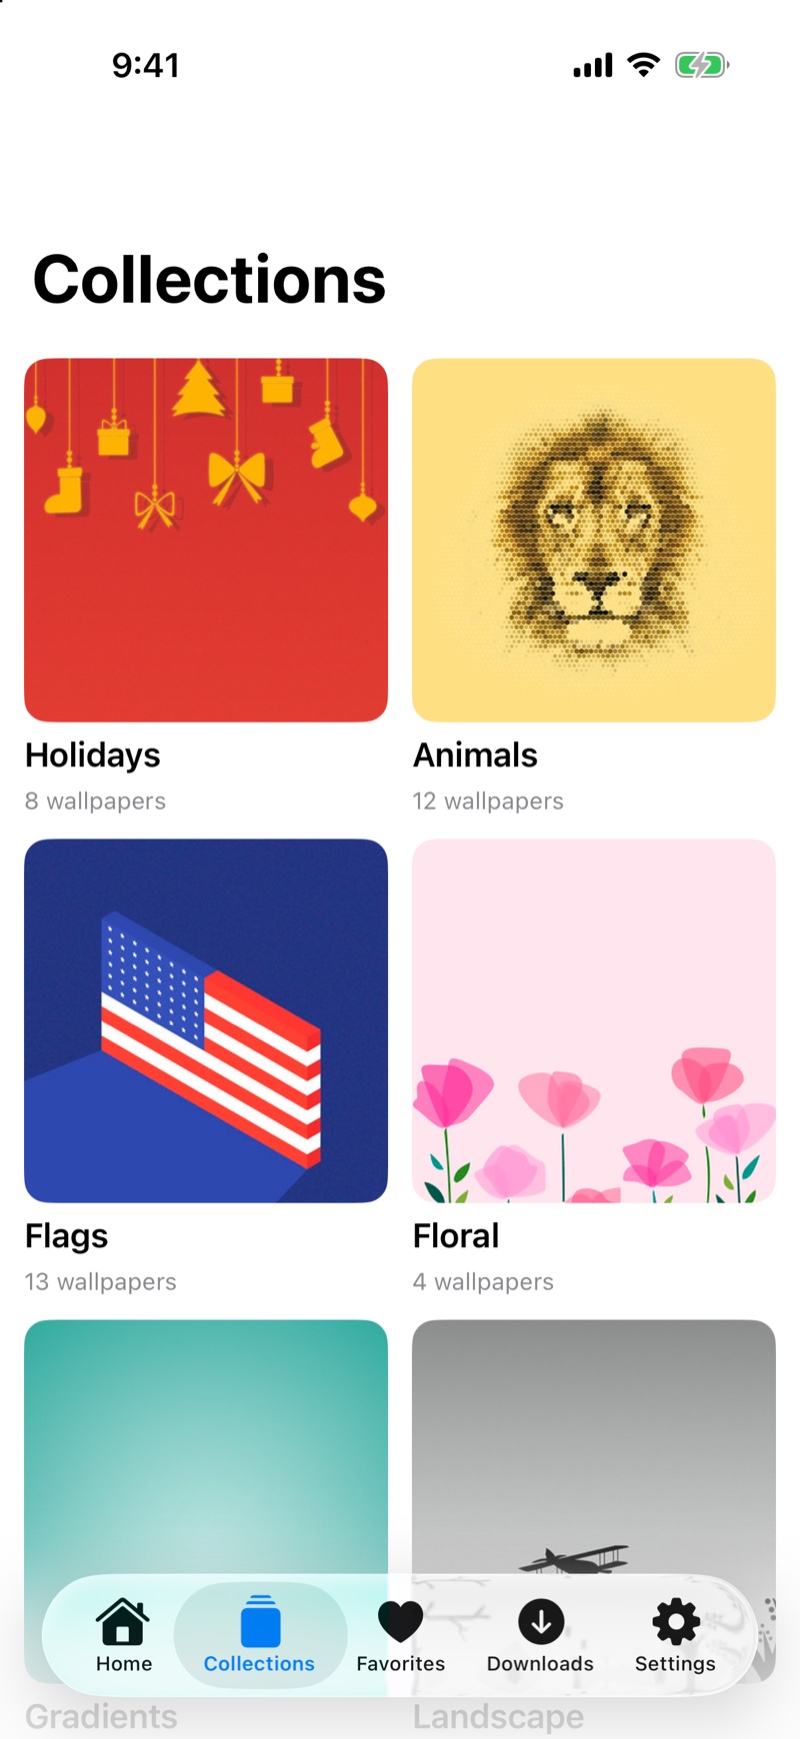 9:41
Collections
Holidays
8 wallpapers
Animals
12 wallpapers
Flags
13 wallpapers
Floral
4 wallpapers
Home
Collections
Favorites
Downloads
Settings
Gradients
Landscape